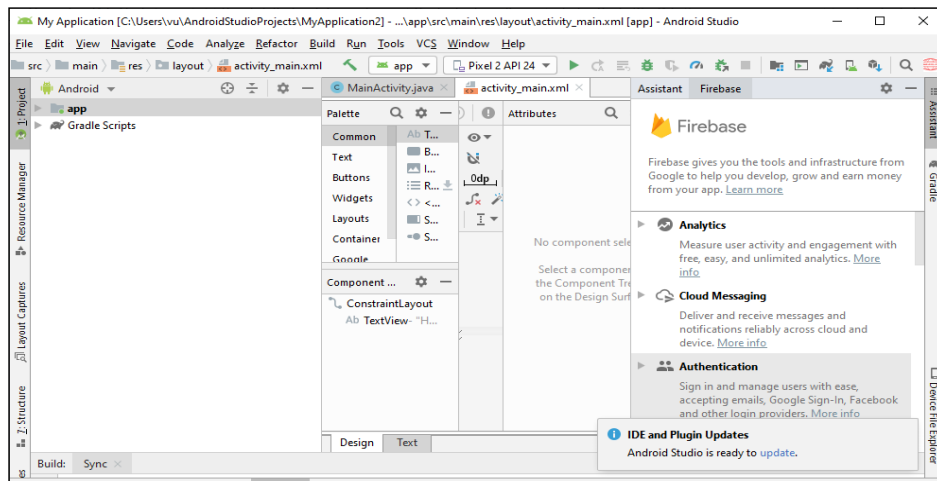 My Application [C:\Users\vu\AndroidStudioProjects\MyApplication2] - ...\app\src\main\res\layout\activity_main.xml [app] - Android Studio
File Edit View Navigate Code Analyze Refactor Build Run Tools VCS Window Help
src main res layout activity_main.xml app Pixel 2 API 24
1: Project
Resource Manager
Layout Captures
Z: Structure
Android
app
Gradle Scripts
MainActivity.java activity_main.xml
Palette
Common
Text
Buttons
Widgets
Layouts
Container
Google
Ab T...
B...
I...
R...
<> <...
S...
S...
0dp
Component ...
ConstraintLayout
Ab TextView- "H...
Attributes
No component sele
Select a componen
the Component Tre
on the Design Surf
Design Text
Assistant Firebase
Firebase
Firebase gives you the tools and infrastructure from
Google to help you develop, grow and earn money
from your app. Learn more
Analytics
Measure user activity and engagement with
free, easy, and unlimited analytics. More
info
Cloud Messaging
Deliver and receive messages and
notifications reliably across cloud and
device. More info
Authentication
Sign in and manage users with ease,
accepting emails, Google Sign-In, Facebook
and other login providers. More info
IDE and Plugin Updates
Android Studio is ready to update.
Assistant
Gradle
Device File Explorer
Build: Sync